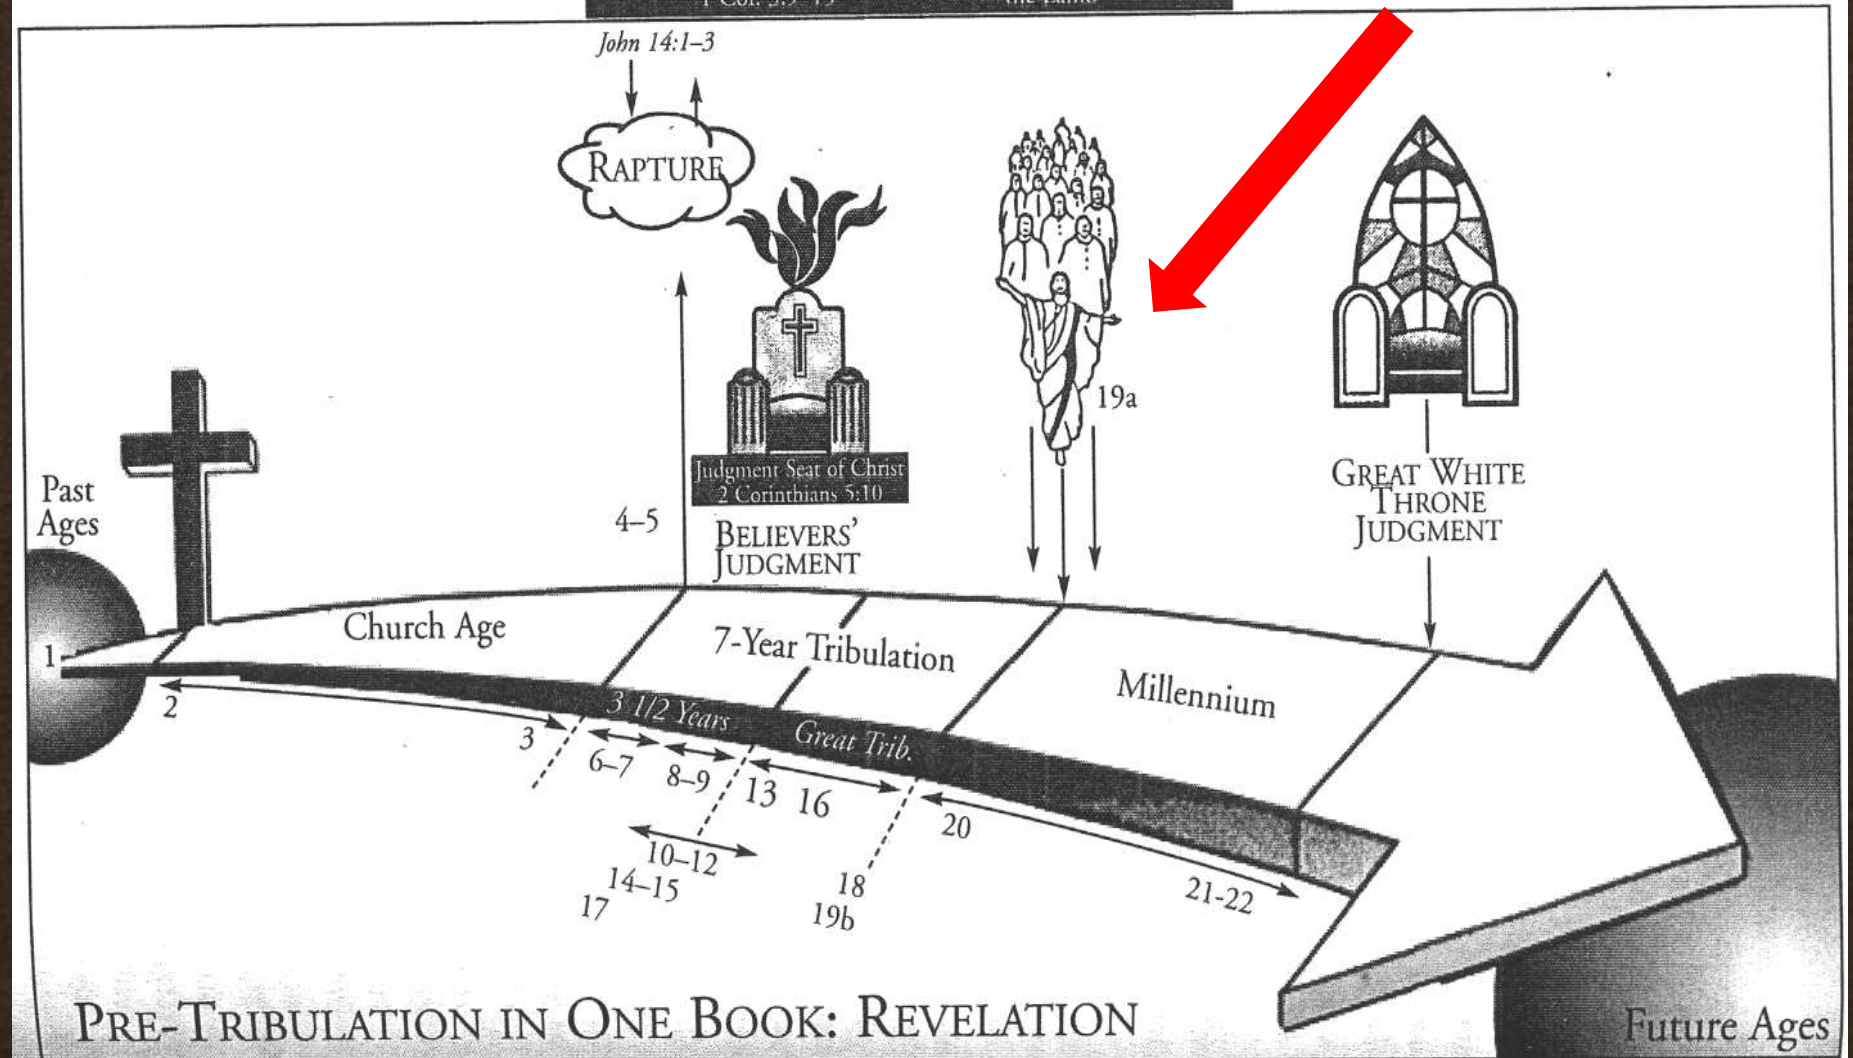 John 14:1–3
RAPTURE
19a
Judgment Seat of Christ
2 Corinthians 5:10
BELIEVERS'
JUDGMENT
4–5
GREAT WHITE
THRONE
JUDGMENT
Past
Ages
Church Age
7-Year Tribulation
Millennium
1
2
3
3 1/2 Years
Great Trib.
6–7
8–9
13
16
20
10–12
14–15
17
18
19b
21-22
PRE-TRIBULATION IN ONE BOOK: REVELATION
Future Ages